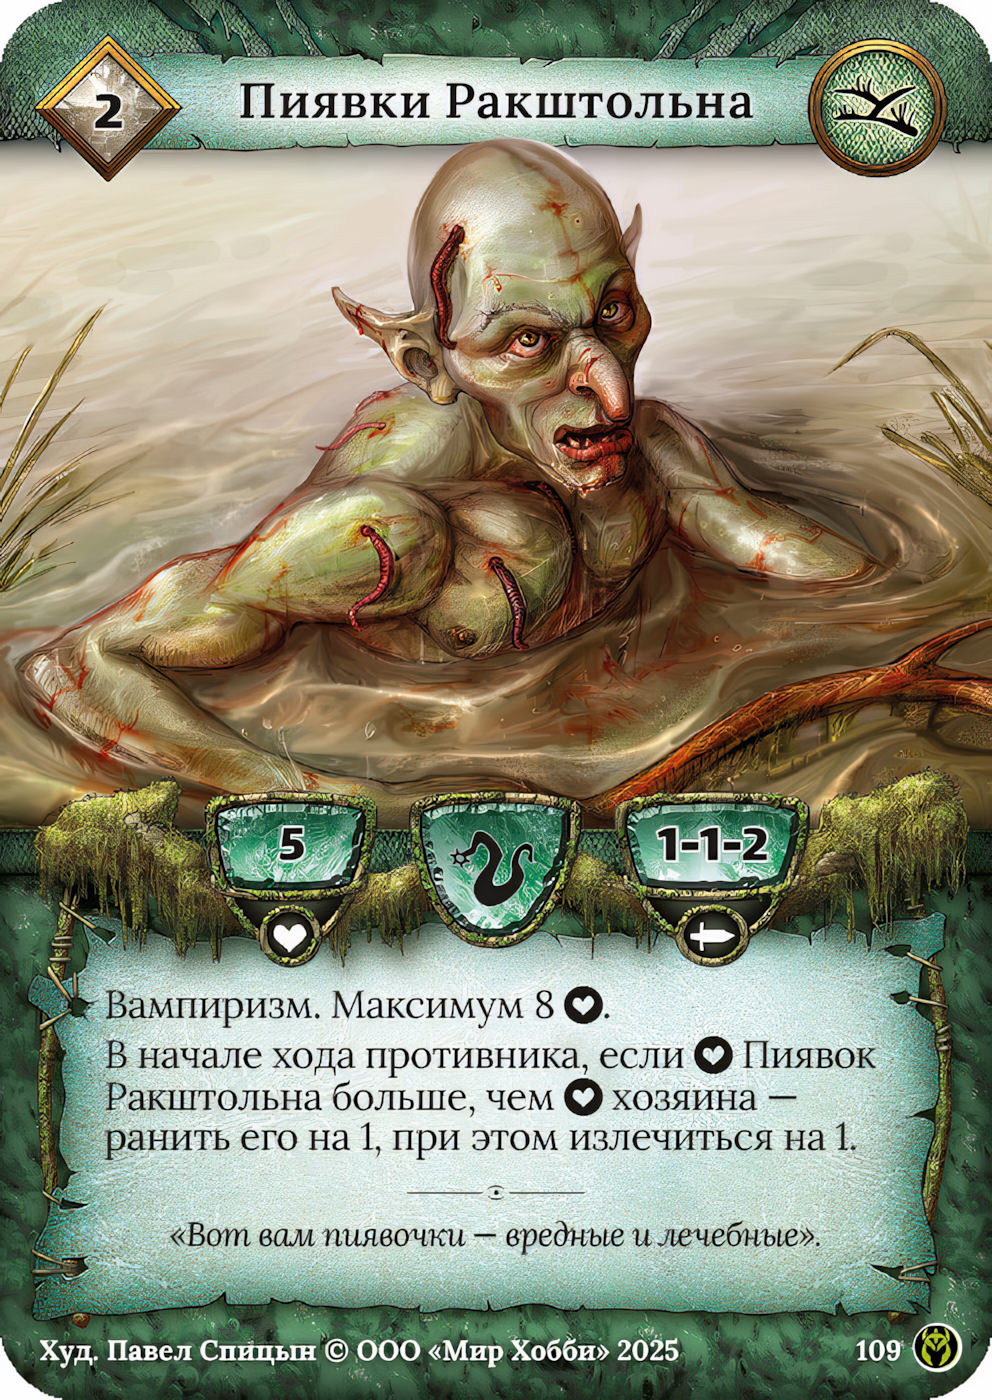 2
Пиявки Ракштольна
5
1-1-2
Вампиризм. Максимум 8 ♥.
В начале хода противника, если ♥ Пиявок
Ракштольна больше, чем ♥ хозяина —
ранить его на 1, при этом излечиться на 1.
«Вот вам пиявочки — вредные и лечебные».
Худ. Павел Спицын © ООО «Мир Хобби» 2025
109